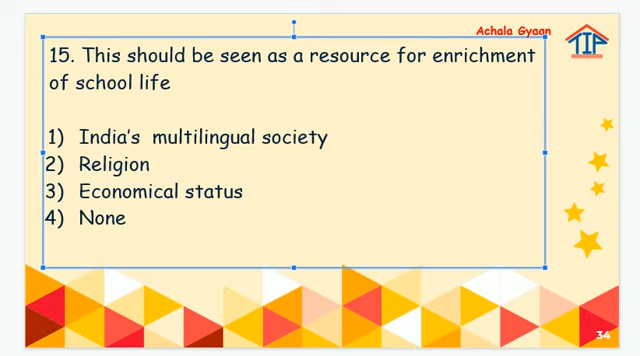 Achala Gyaan
TIP
15. This should be seen as a resource for enrichment
of school life
1) India's multilingual society
2) Religion
3) Economical status
4) None
34